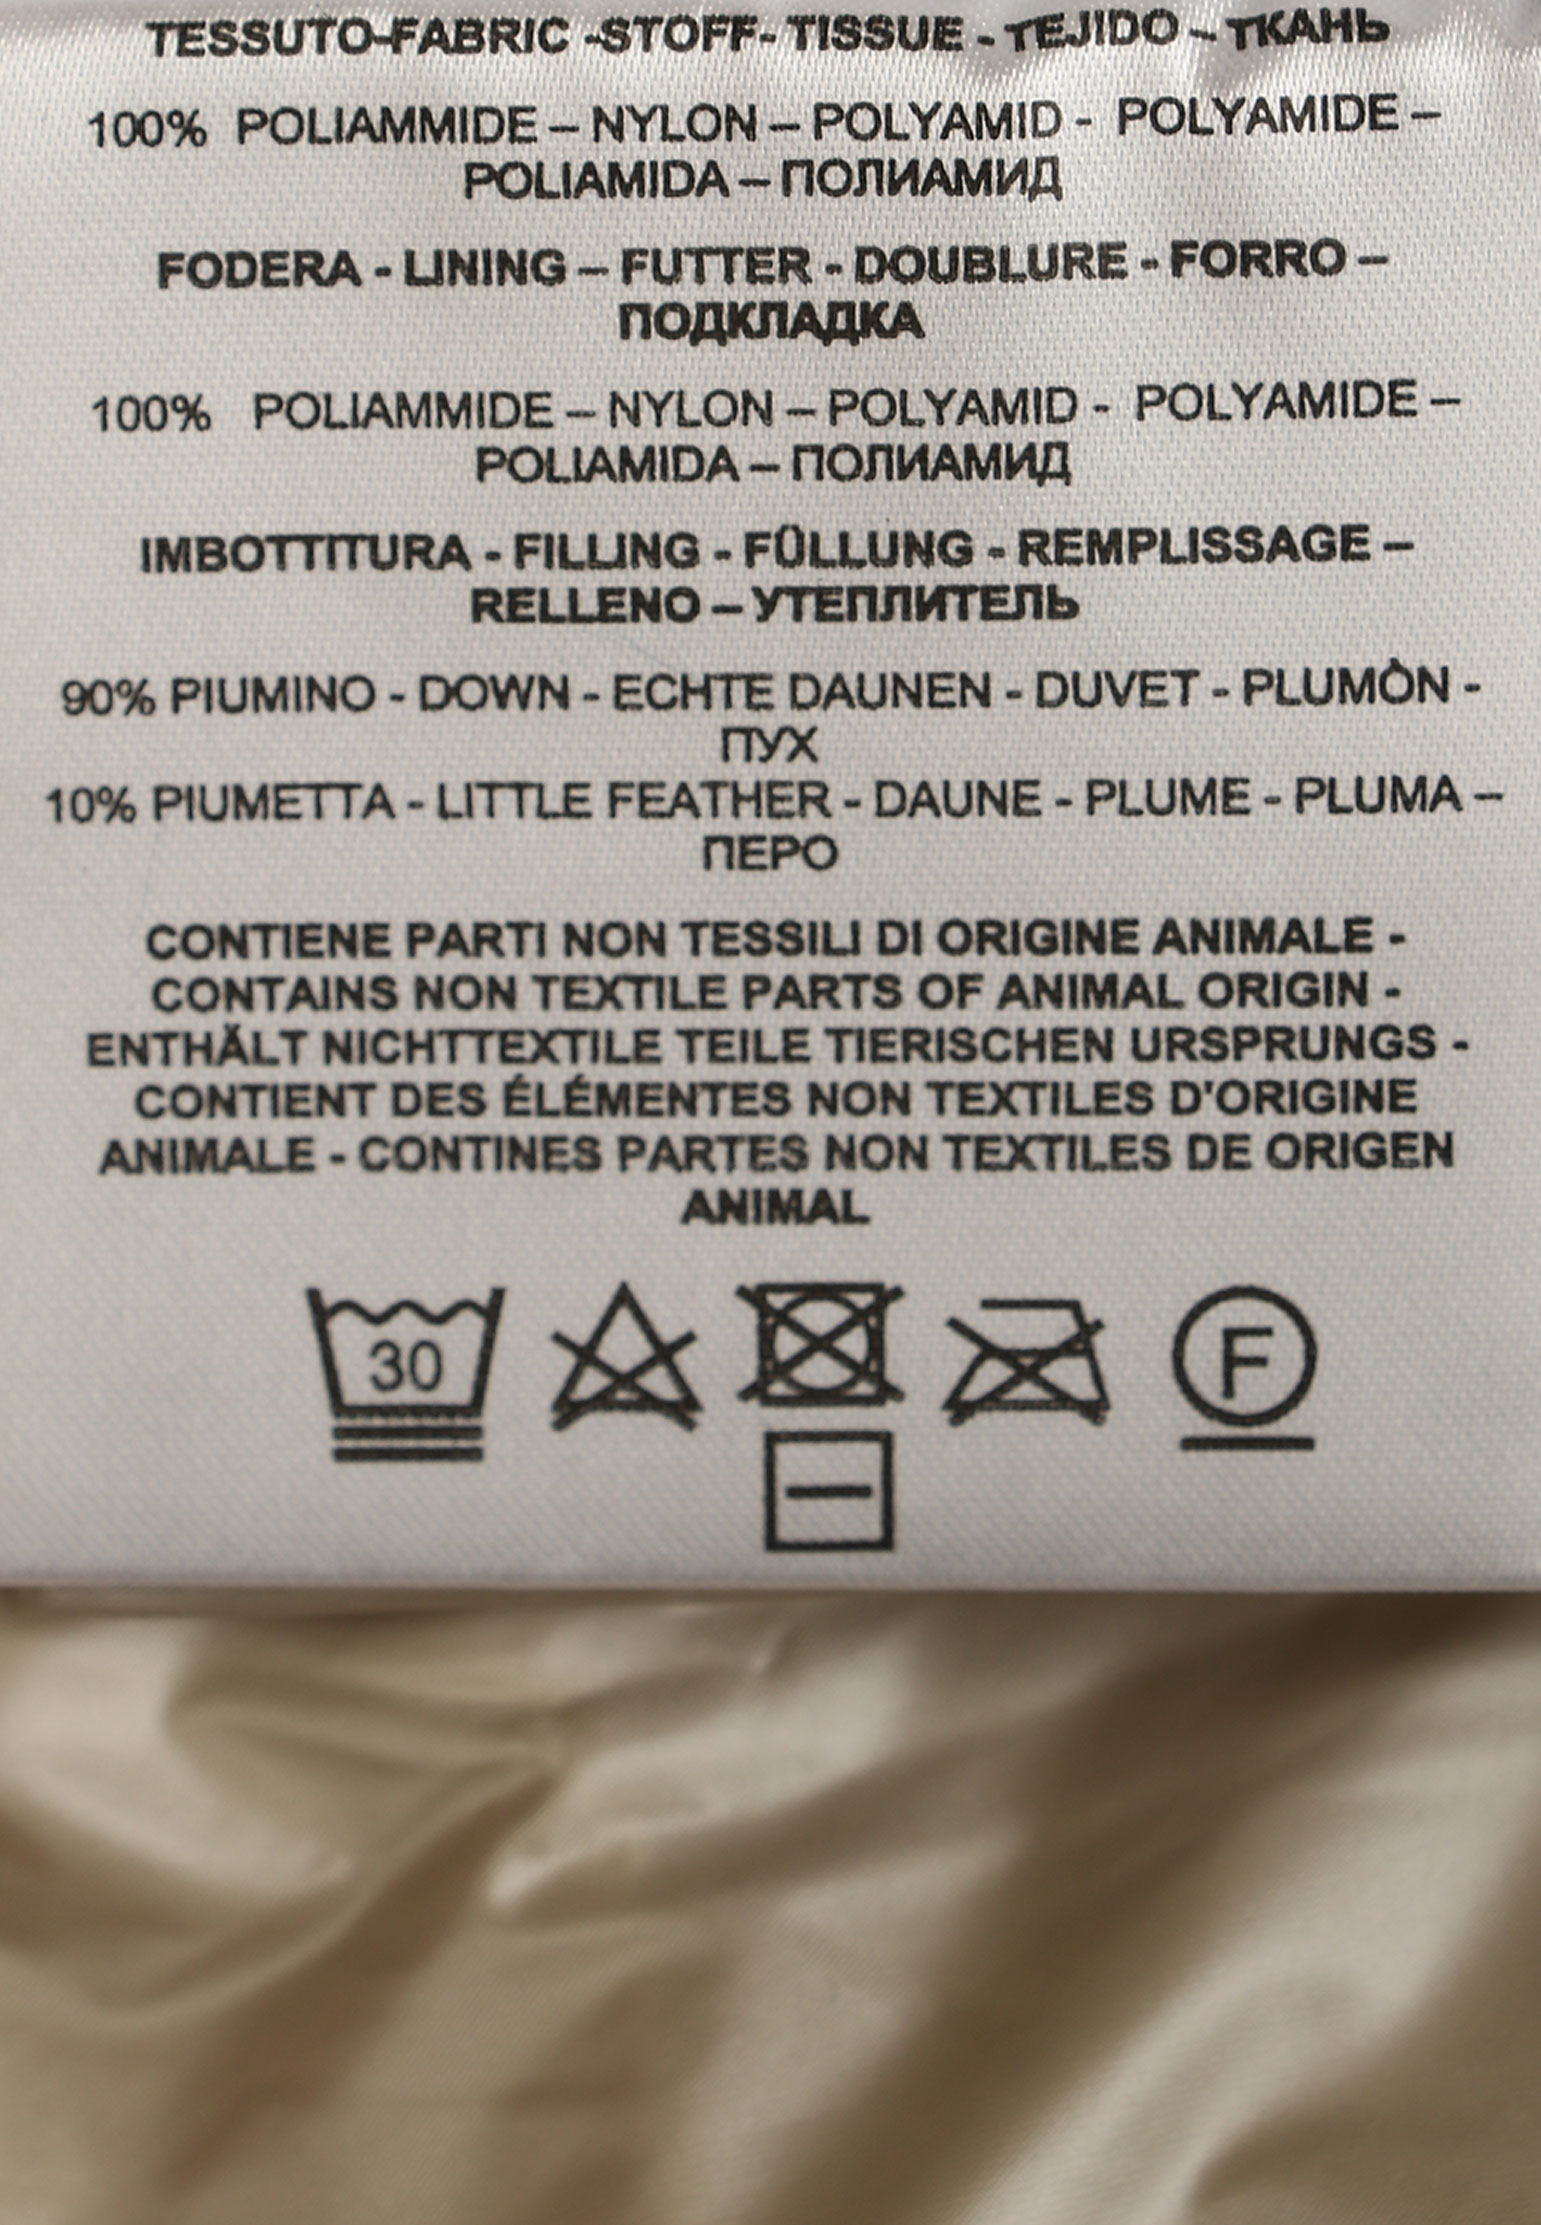 TESSUTO-FABRIC -STOFF- TISSUE - TEJIDO – ТКАНЬ
100% POLIAMMIDE – NYLON – POLYAMID - POLYAMIDE –
POLIAMIDA – ПОЛИАМИД
FODERA - LINING – FUTTER - DOUBLURE - FORRO –
ПОДКЛАДКА
100% POLIAMMIDE – NYLON – POLYAMID - POLYAMIDE –
POLIAMIDA – ПОЛИАМИД
IMBOTTITURA - FILLING - FÜLLUNG - REMPLISSAGE –
RELLENO – УТЕПЛИТЕЛЬ
90% PIUMINO - DOWN - ECHTE DAUNEN - DUVET - PLUMÒN -
ПУХ
10% PIUMETTA - LITTLE FEATHER - DAUNE - PLUME - PLUMA –
ПЕРО
CONTIENE PARTI NON TESSILI DI ORIGINE ANIMALE -
CONTAINS NON TEXTILE PARTS OF ANIMAL ORIGIN -
ENTHÄLT NICHTTEXTILE TEILE TIERISCHEN URSPRUNGS -
CONTIENT DES ÉLÉMENTES NON TEXTILES D'ORIGINE
ANIMALE - CONTINES PARTES NON TEXTILES DE ORIGEN
ANIMAL
30 F